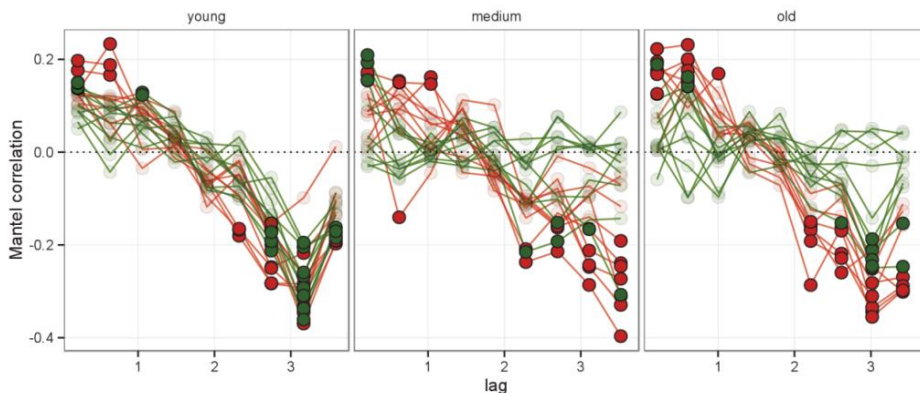 young medium old
Mantel correlation
0.2
0.0
-0.2
-0.4
1 2 3 1 2 3 1 2 3
lag